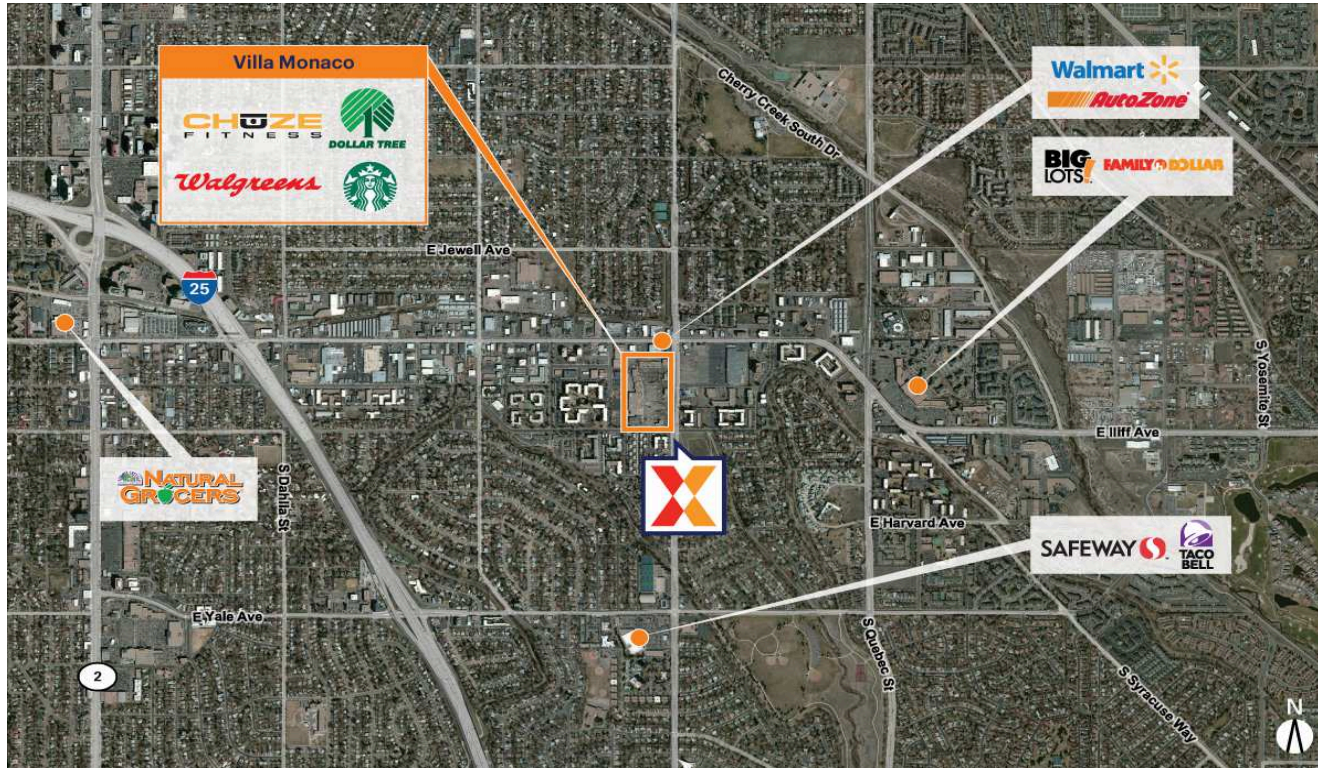 Villa Monaco
CHUZE
FITNESS
DOLLAR TREE
Walgreens
Walmart
AutoZone
BIG
LOTS!
FAMILY DOLLAR
Cherry Creek South Dr
E Jewell Ave
25
S Yosemite St
E Iliff Ave
NATURAL
GROCERS
S Dahlia St
E Harvard Ave
SAFEWAY
TACO
BELL
E Yale Ave
S Quebec St
2
S Syracuse Way
N